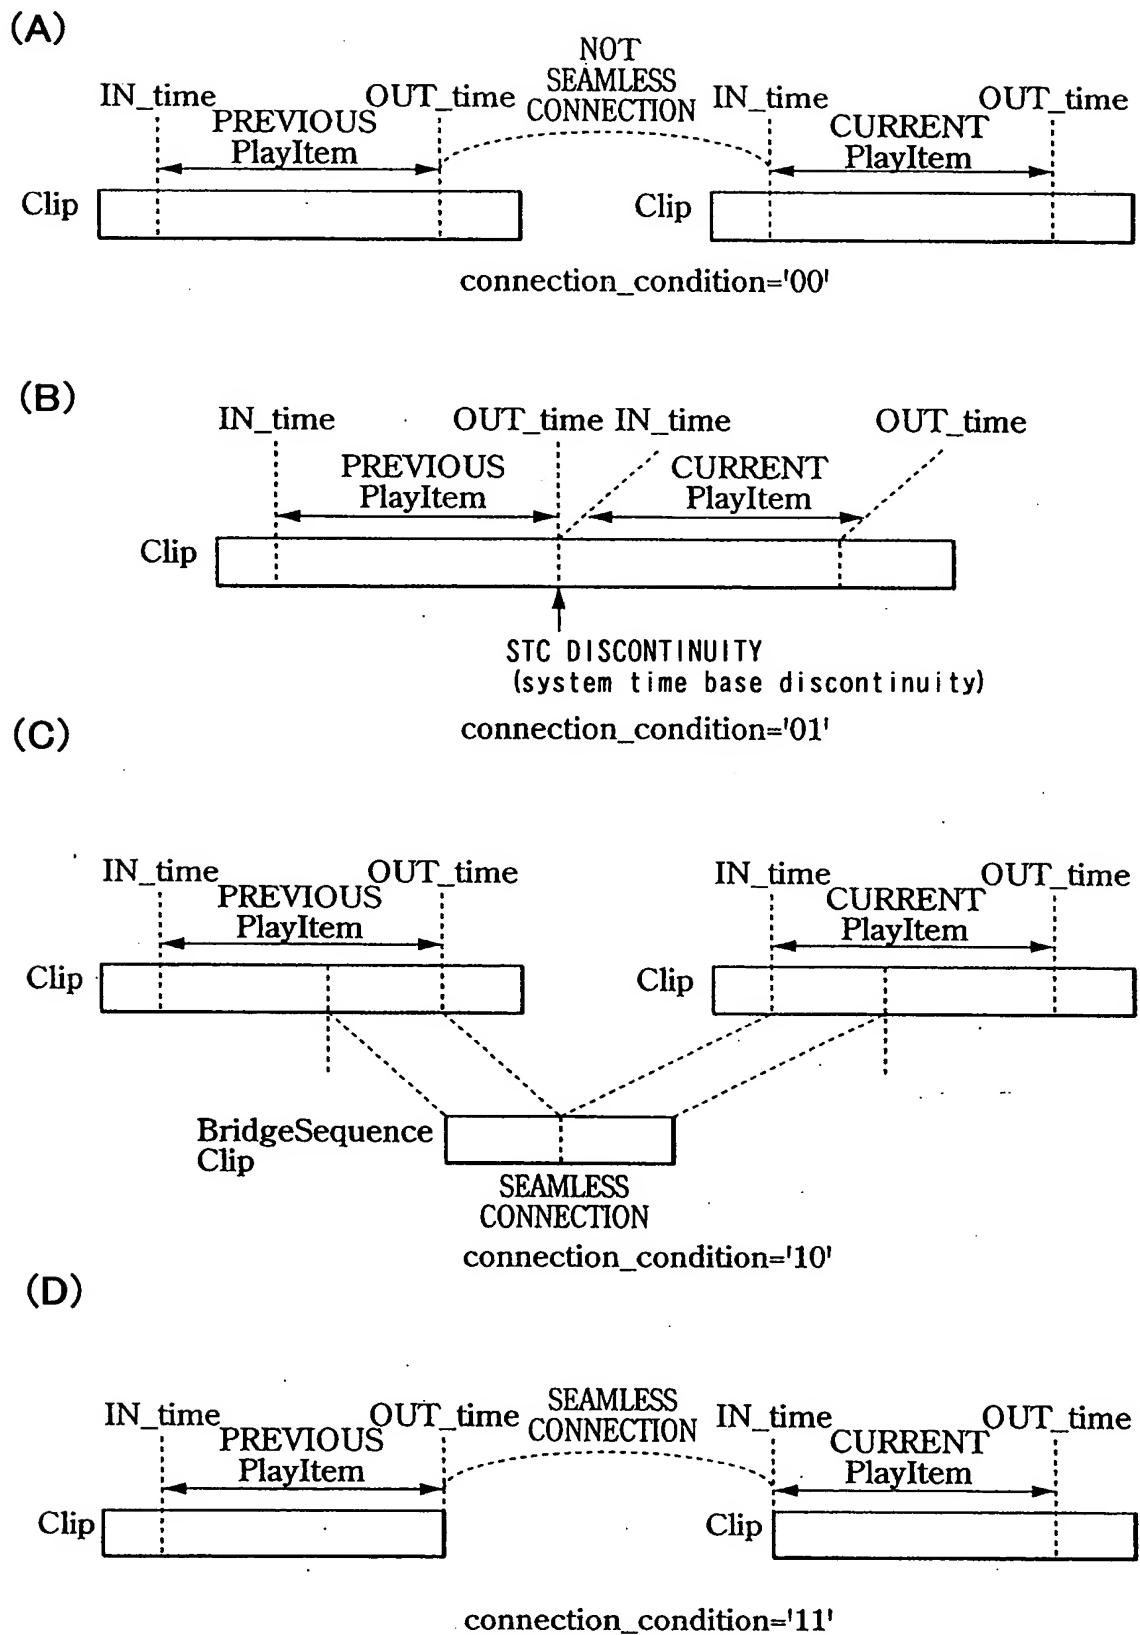 (A)
NOT
SEAMLESS
CONNECTION
IN_time
OUT_time
IN_time
OUT_time
PREVIOUS
PlayItem
CURRENT
PlayItem
Clip
Clip
connection_condition='00'
(B)
IN_time
OUT_time
IN_time
OUT_time
PREVIOUS
PlayItem
CURRENT
PlayItem
Clip
STC DISCONTINUITY
(system time base discontinuity)
connection_condition='01'
(C)
IN_time
OUT_time
IN_time
OUT_time
PREVIOUS
PlayItem
CURRENT
PlayItem
Clip
Clip
BridgeSequence
Clip
SEAMLESS
CONNECTION
connection_condition='10'
(D)
SEAMLESS
CONNECTION
IN_time
OUT_time
IN_time
OUT_time
PREVIOUS
PlayItem
CURRENT
PlayItem
Clip
Clip
connection_condition='11'